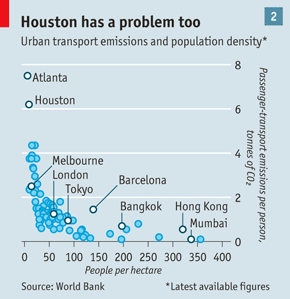 Houston has a problem too
2
Urban transport emissions and population density*
8
6
4
2
0
Passenger-transport emissions per person,
tonnes of CO₂
Atlanta
Houston
Melbourne
London
Tokyo
Barcelona
Bangkok
Hong Kong
Mumbai
0 50 100 150 200 250 300 350 400
People per hectare
Source: World Bank
*Latest available figures